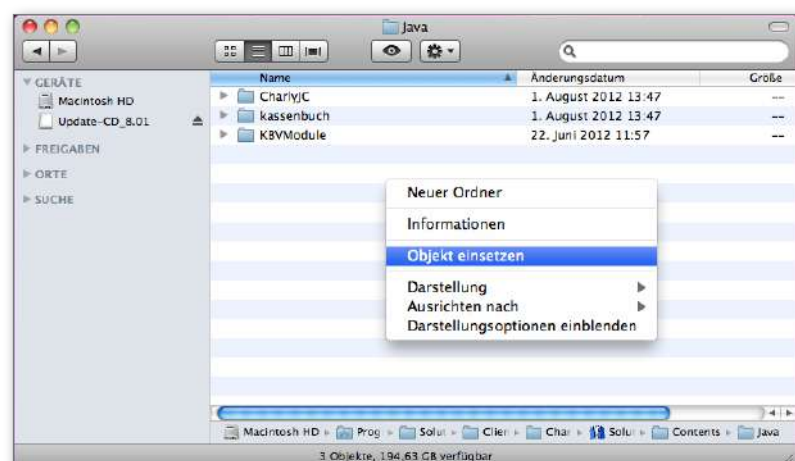 Java
Name Änderungsdatum Größe
GERÄTE
Macintosh HD
Update-CD_8.01
FREIGABEN
ORTE
SUCHE
CharlyJC 1. August 2012 13:47 --
kassenbuch 1. August 2012 13:47 --
KBVModule 22. Juni 2012 11:57 --
Neuer Ordner
Informationen
Objekt einsetzen
Darstellung
Ausrichten nach
Darstellungsoptionen einblenden
Macintosh HD Prog Solut Clien Char Solu Contents Java
3 Objekte, 194,63 GB verfügbar